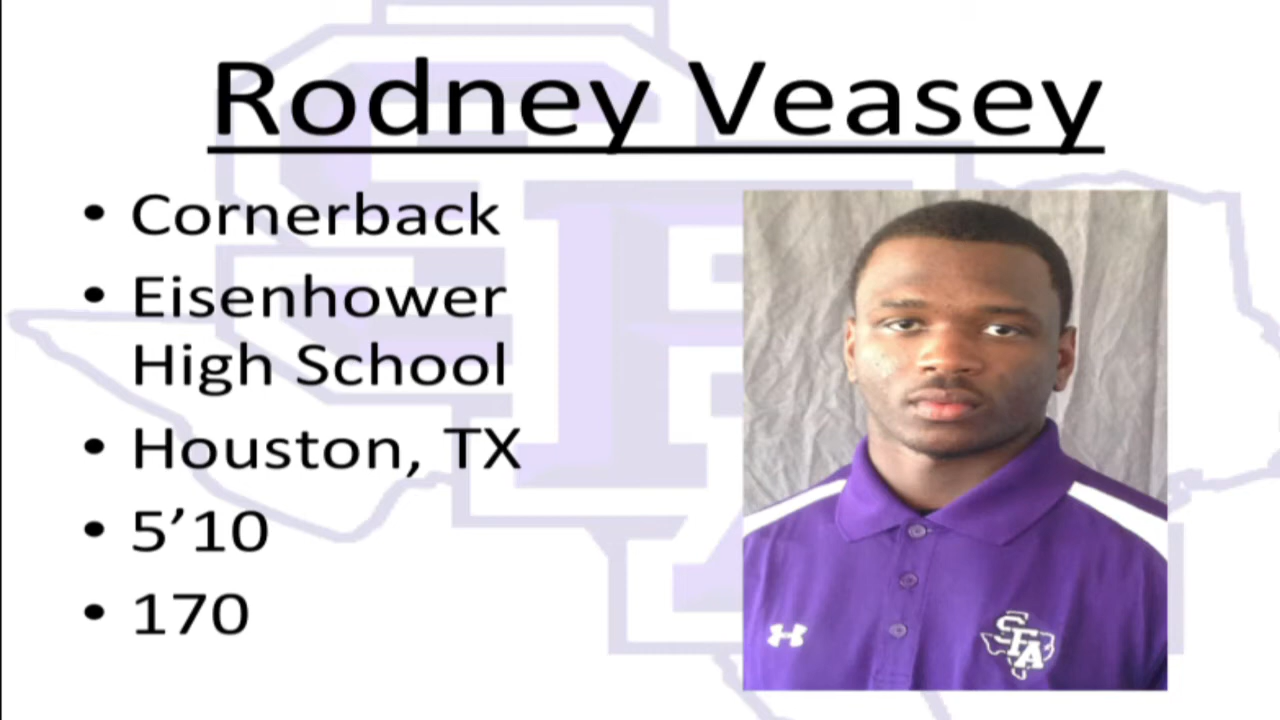 Rodney Veasey
• Cornerback
• Eisenhower
High School
• Houston, TX
• 5’10
• 170
SFA